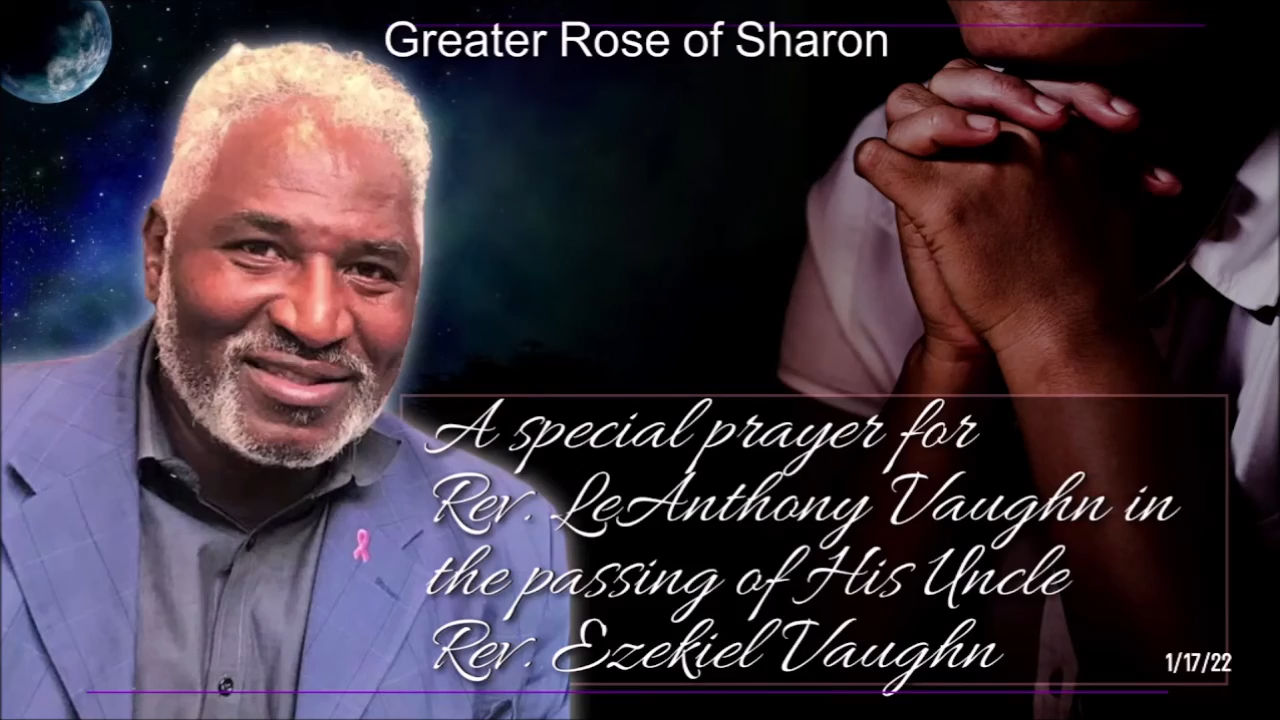 Greater Rose of Sharon
A special prayer for
Rev. LeAnthony Vaughn in
the passing of His Uncle
Rev. Ezekiel Vaughn
1/17/22